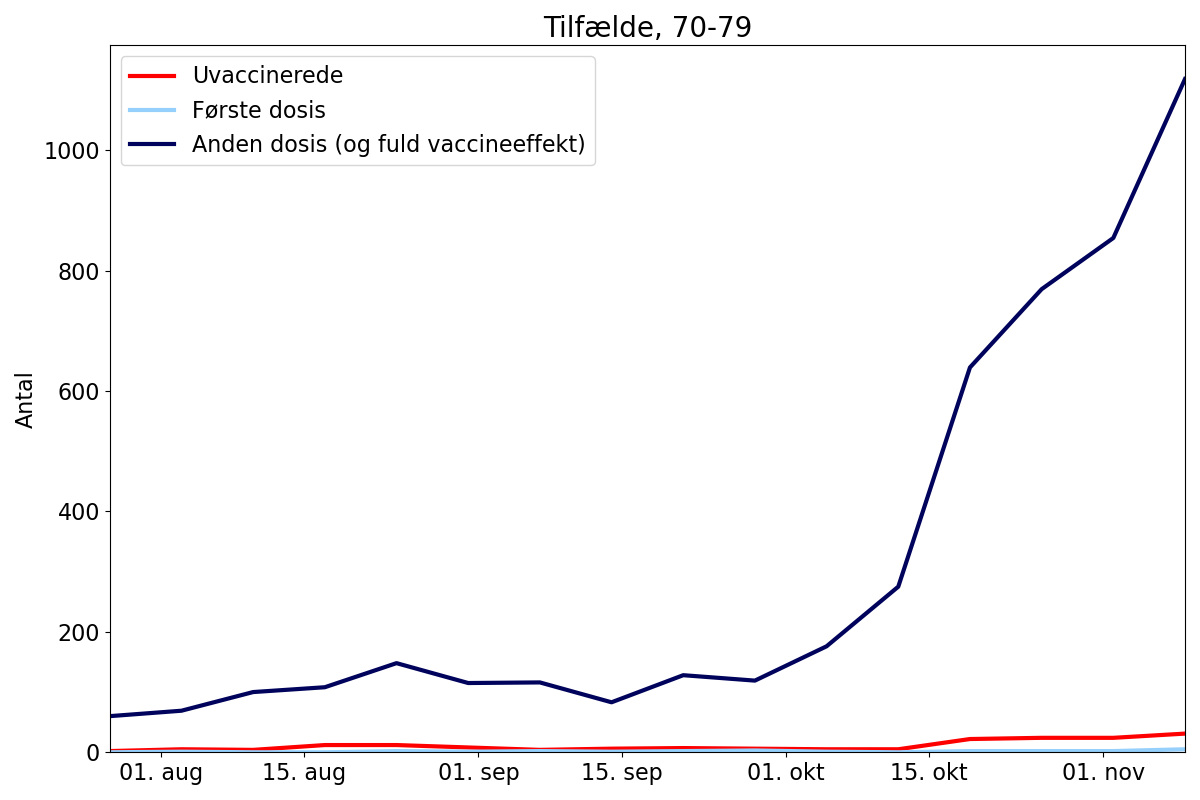 Tilfælde, 70-79
Uvaccinerede
Første dosis
Anden dosis (og fuld vaccineeffekt)
1000
800
600
400
200
0
Antal
01. aug
15. aug
01. sep
15. sep
01. okt
15. okt
01. nov